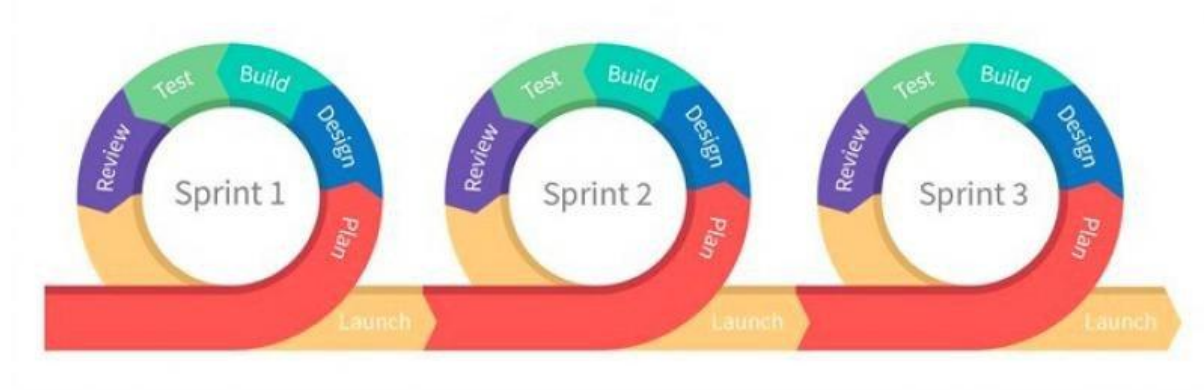 Test
Build
Design
Review
Sprint 1
Plan
Launch
Test
Build
Design
Review
Sprint 2
Plan
Launch
Test
Build
Design
Review
Sprint 3
Plan
Launch